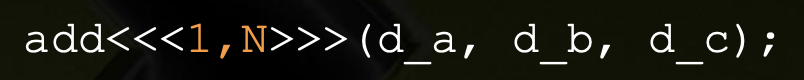 add<<<1,N>>>(d_a, d_b, d_c);